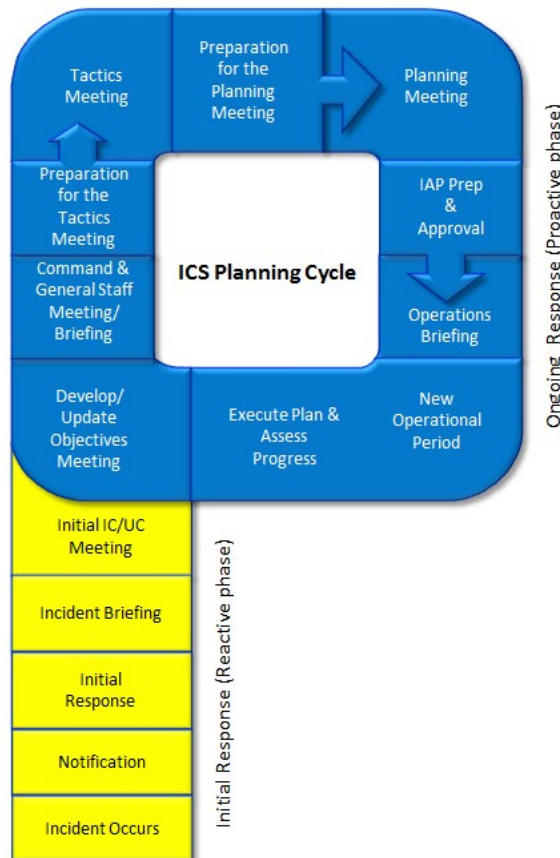 Tactics
Meeting
Preparation
for the
Planning
Meeting
Planning
Meeting
Preparation
for the
Tactics
Meeting
IAP Prep
&
Approval
ICS Planning Cycle
Command &
General Staff
Meeting/
Briefing
Operations
Briefing
Develop/
Update
Objectives
Meeting
Execute Plan &
Assess
Progress
New
Operational
Period
Ongoing Response (Proactive phase)
Initial IC/UC
Meeting
Incident Briefing
Initial
Response
Notification
Incident Occurs
Initial Response (Reactive phase)